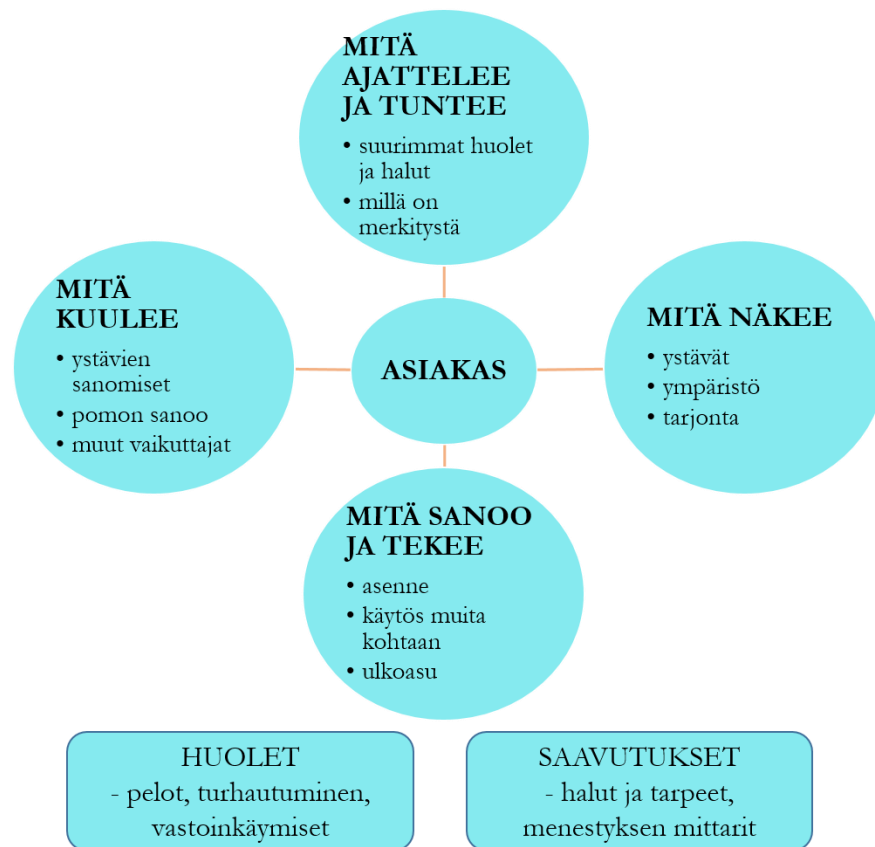 MITÄ
AJATTELEE
JA TUNTEE
• suurimmat huolet
ja halut
• millä on
merkitystä
MITÄ
KUULEE
• ystävien
sanomiset
• pomon sanoo
• muut vaikuttajat
ASIAKAS
MITÄ NÄKEE
• ystävät
• ympäristö
• tarjonta
MITÄ SANOO
JA TEKEE
• asenne
• käytös muita
kohtaan
• ulkoasu
HUOLET
- pelot, turhautuminen,
vastoinkäymiset
SAAVUTUKSET
- halut ja tarpeet,
menestyksen mittarit